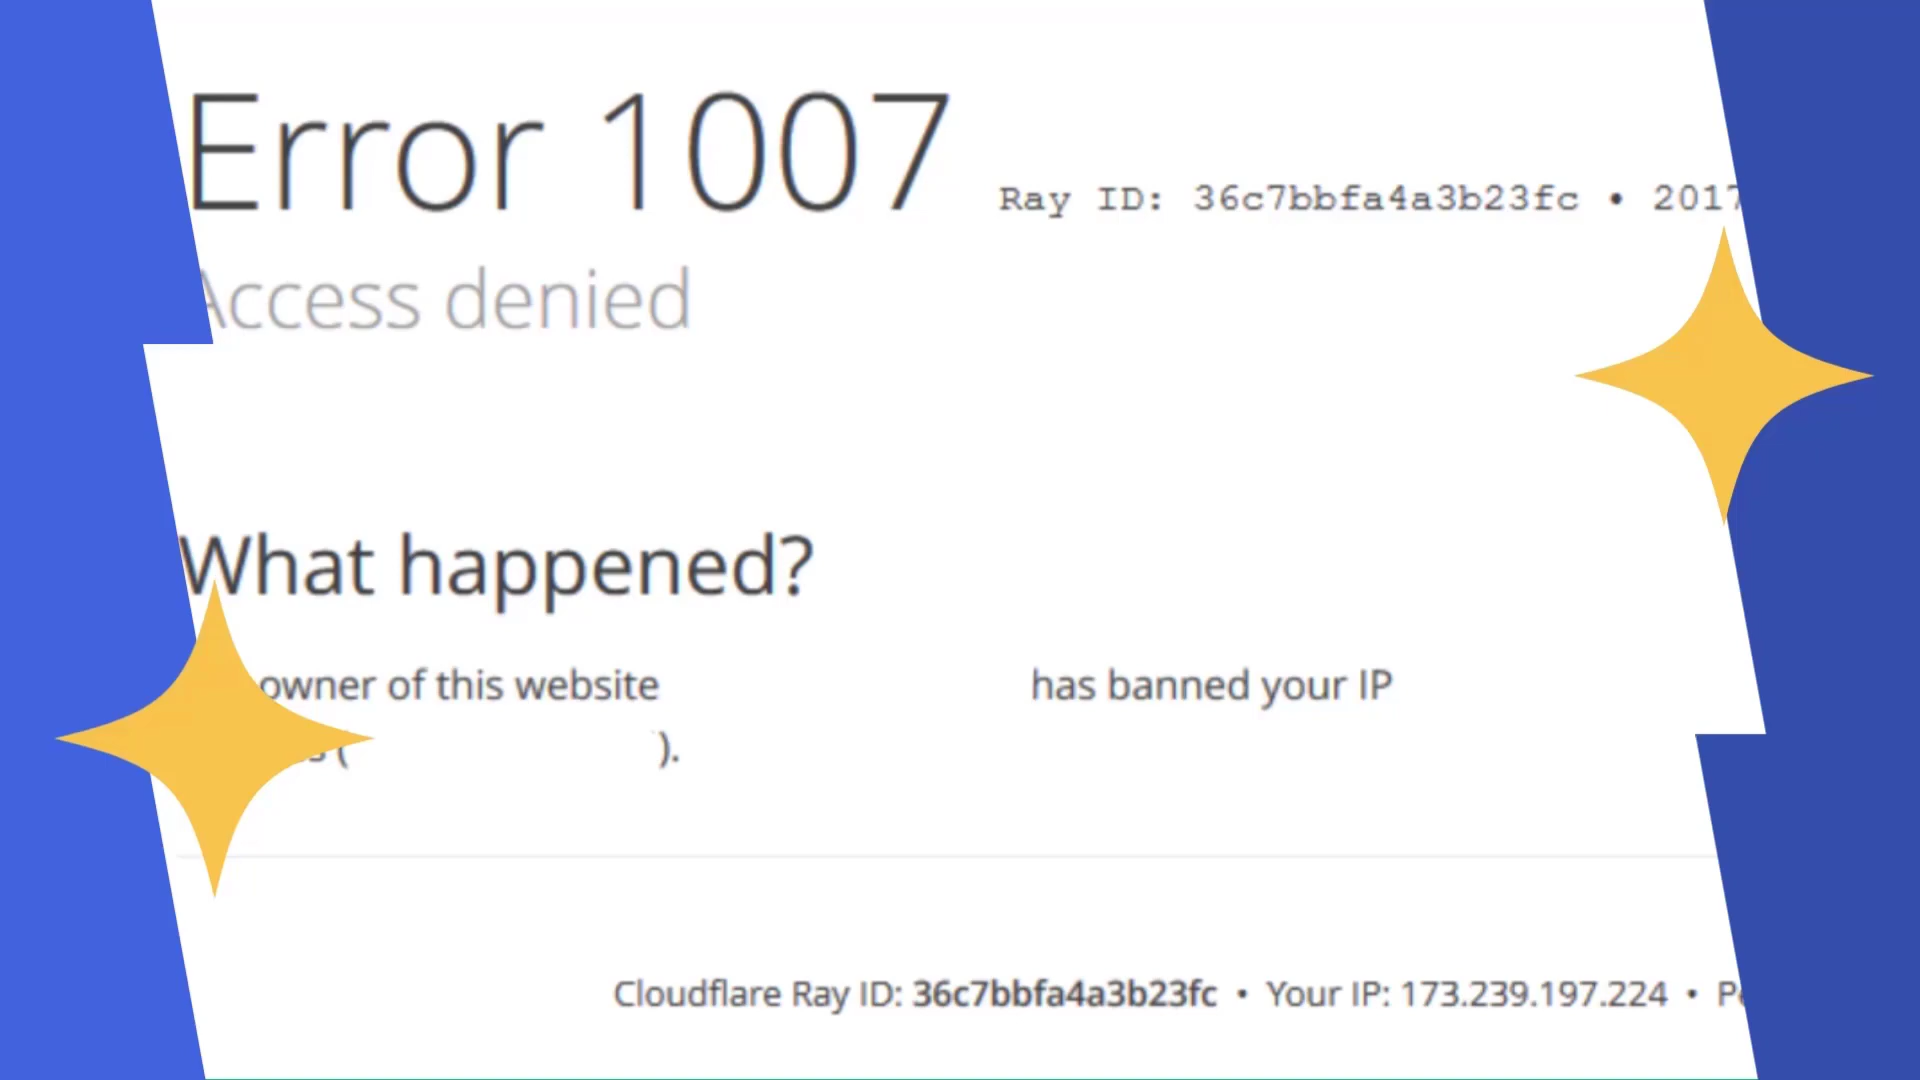 Error 1007 Ray ID: 36c7bbfa4a3b23fc • 2017
Access denied
What happened?
owner of this website has banned your IP
( ).
Cloudflare Ray ID: 36c7bbfa4a3b23fc • Your IP: 173.239.197.224 •